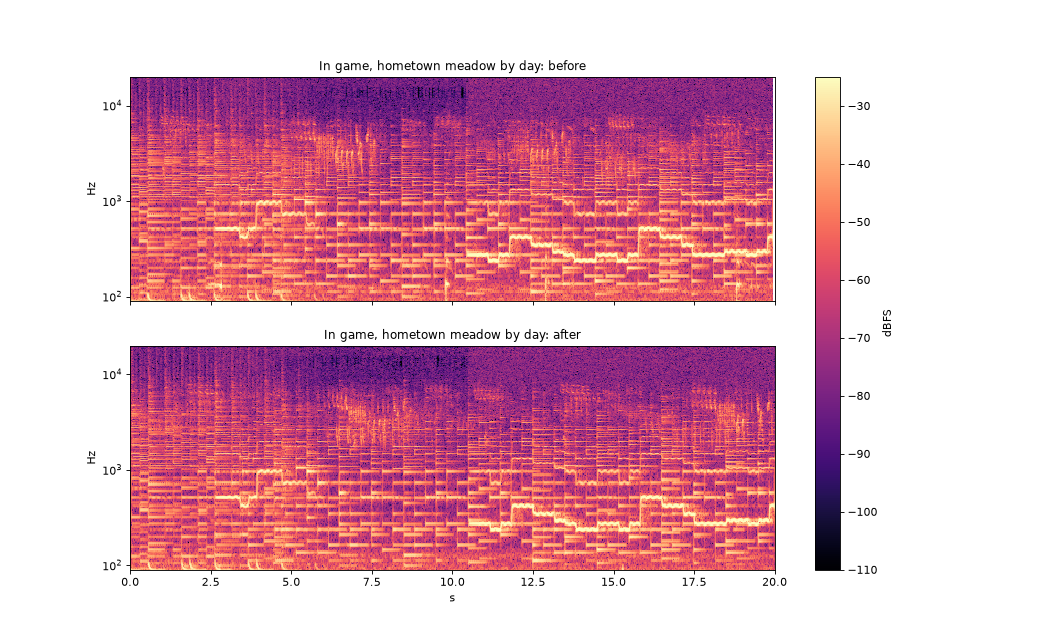 In game, hometown meadow by day: before
10⁴
10³
10²
Hz
In game, hometown meadow by day: after
10⁴
10³
10²
Hz
0.0 2.5 5.0 7.5 10.0 12.5 15.0 17.5 20.0
s
−30
−40
−50
−60
−70
−80
−90
−100
−110
dBFS